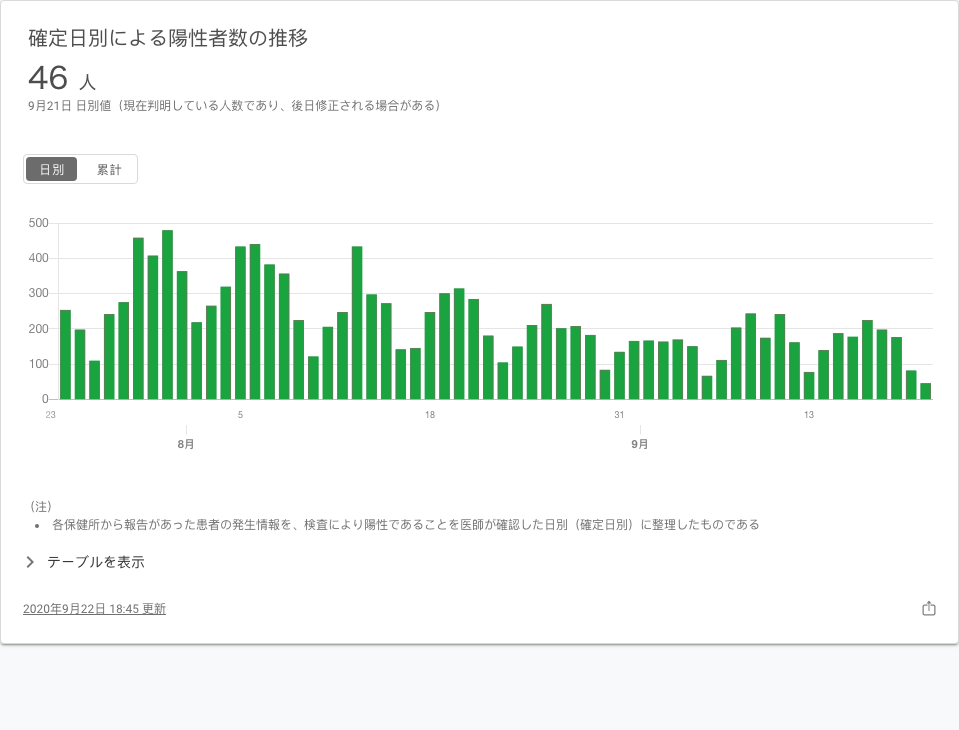 確定日別による陽性者数の推移
46 人
9月21日 日別値（現在判明している人数であり、後日修正される場合がある）
日別 累計
500
400
300
200
100
0
23 5 18 31 13
8月 9月
（注）
• 各保健所から報告があった患者の発生情報を、検査により陽性であることを医師が確認した日別（確定日別）に整理したものである
テーブルを表示
2020年9月22日 18:45 更新